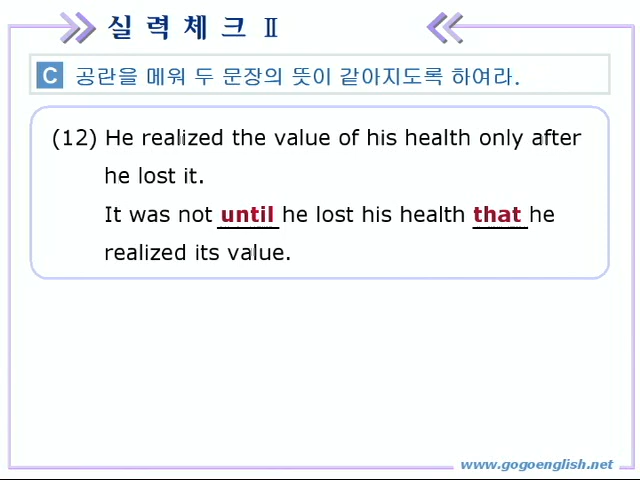 실 력 체 크 Ⅱ
C 공란을 메워 두 문장의 뜻이 같아지도록 하여라.
(12) He realized the value of his health only after
he lost it.
It was not until he lost his health that he
realized its value.
www.gogoenglish.net